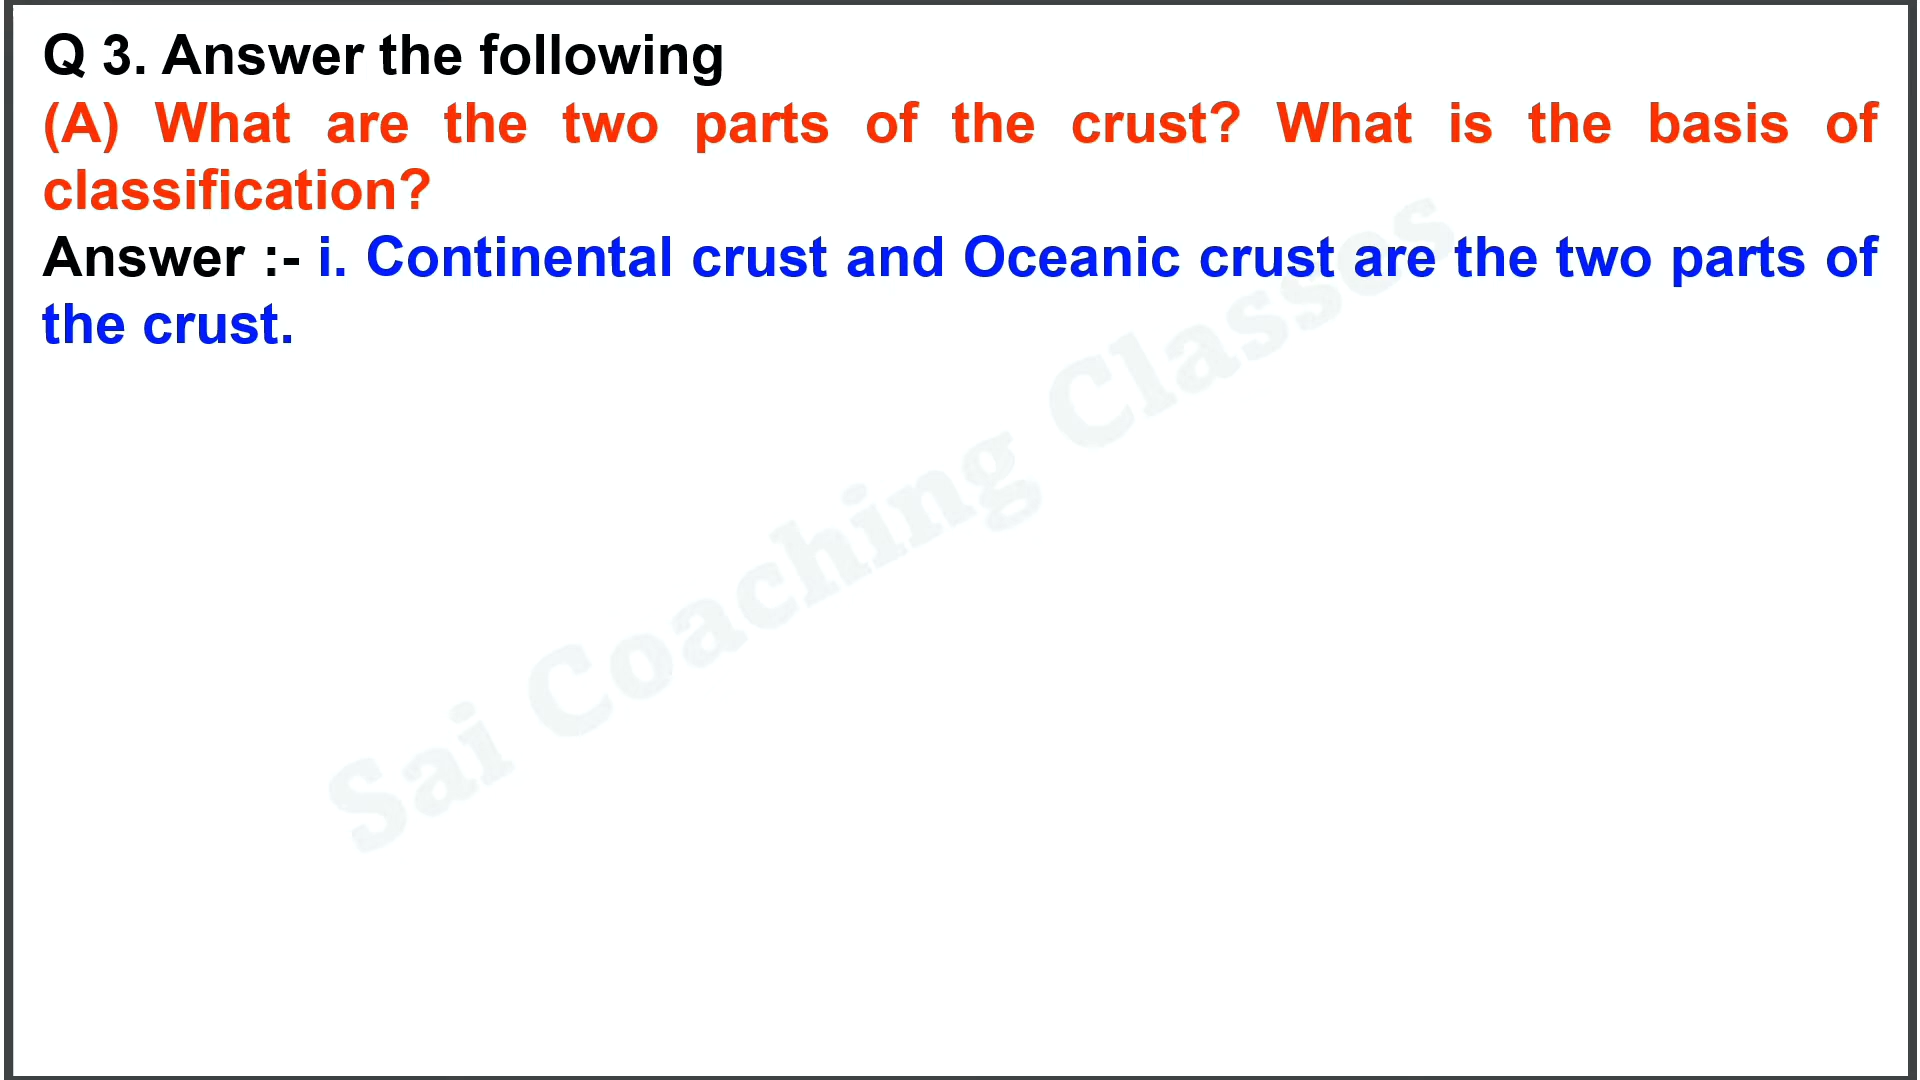 Q 3. Answer the following
(A) What are the two parts of the crust? What is the basis of
classification?
Answer :- i. Continental crust and Oceanic crust are the two parts of
the crust.
Sai Coaching Classes